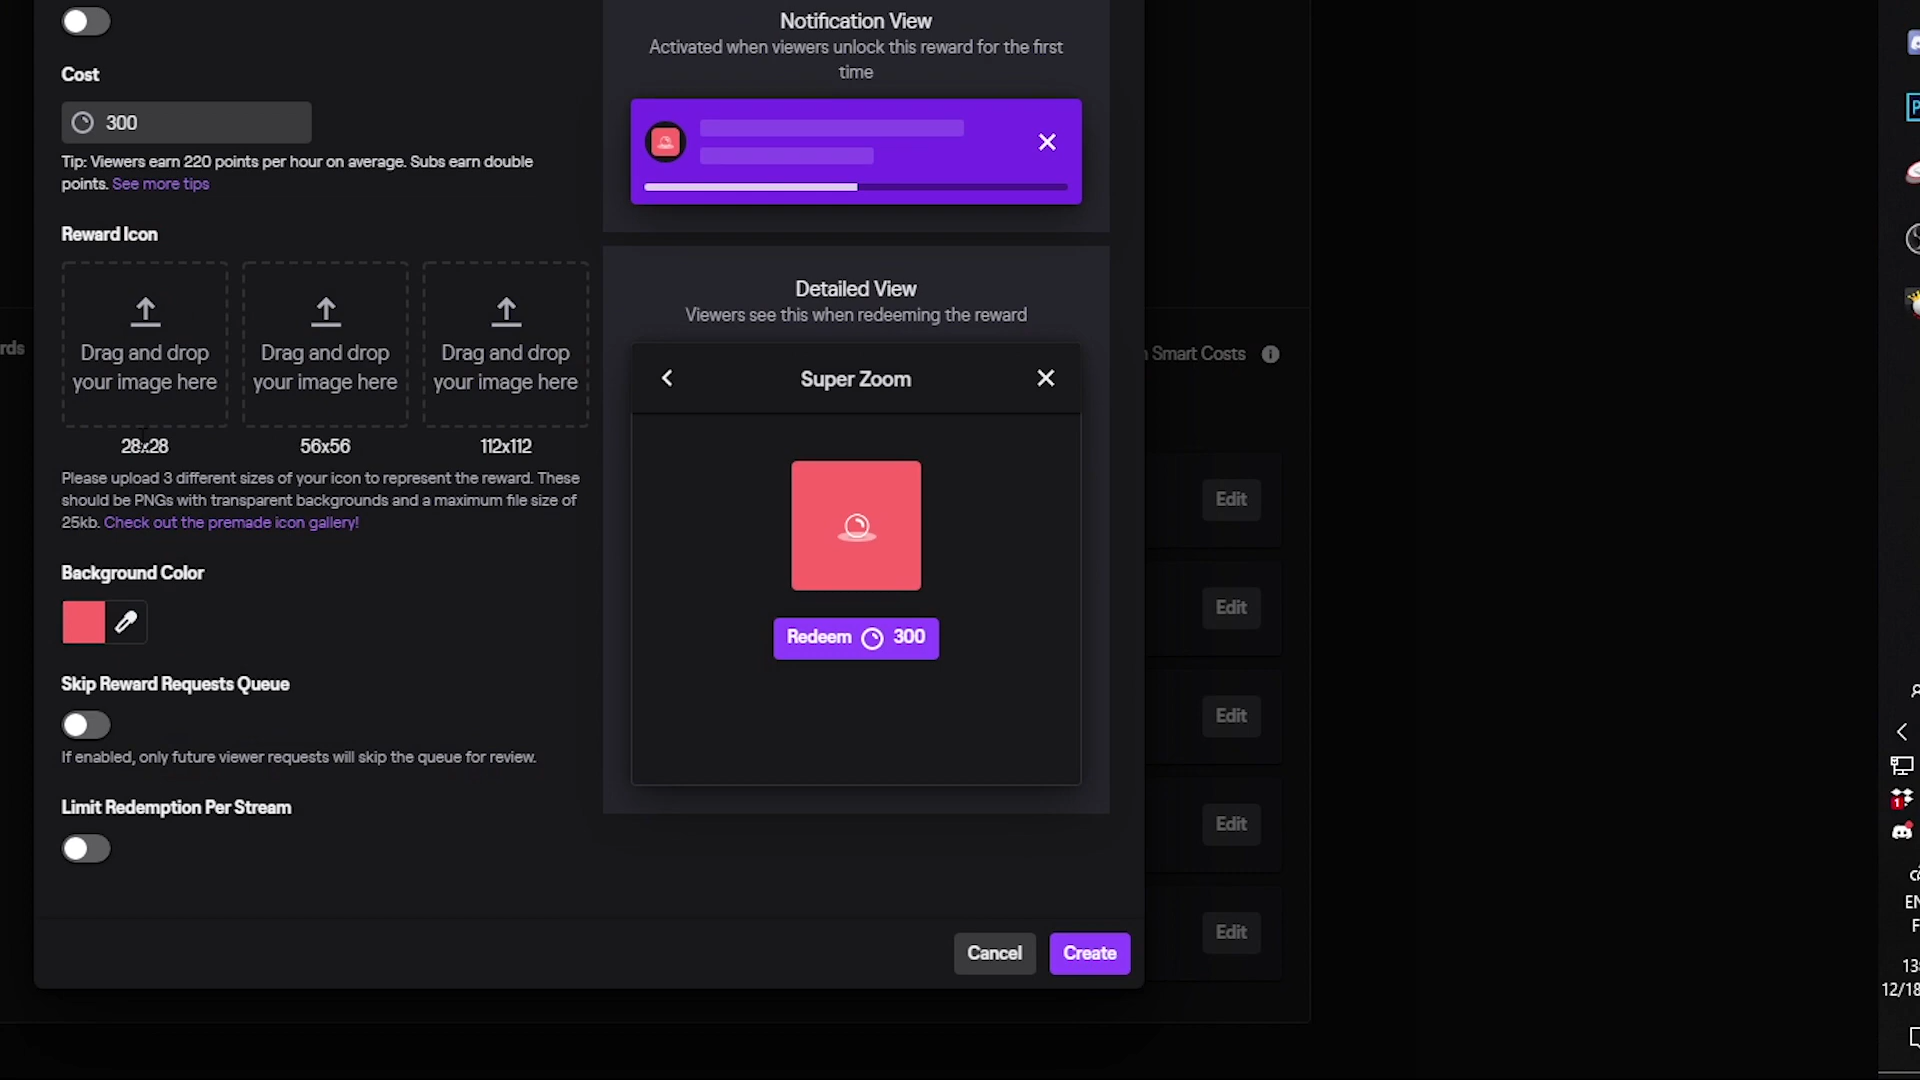 Cost
300
Tip: Viewers earn 220 points per hour on average. Subs earn double
points. See more tips
Reward Icon
Drag and drop
your image here
Drag and drop
your image here
Drag and drop
your image here
28x28
56x56
112x112
Please upload 3 different sizes of your icon to represent the reward. These
should be PNGs with transparent backgrounds and a maximum file size of
25kb. Check out the premade icon gallery!
Background Color
Skip Reward Requests Queue
If enabled, only future viewer requests will skip the queue for review.
Limit Redemption Per Stream
Notification View
Activated when viewers unlock this reward for the first
time
Detailed View
Viewers see this when redeeming the reward
Super Zoom
Redeem 300
Cancel
Create
rds
Smart Costs
Edit
Edit
Edit
Edit
Edit
1
EN
F
13:
12/18